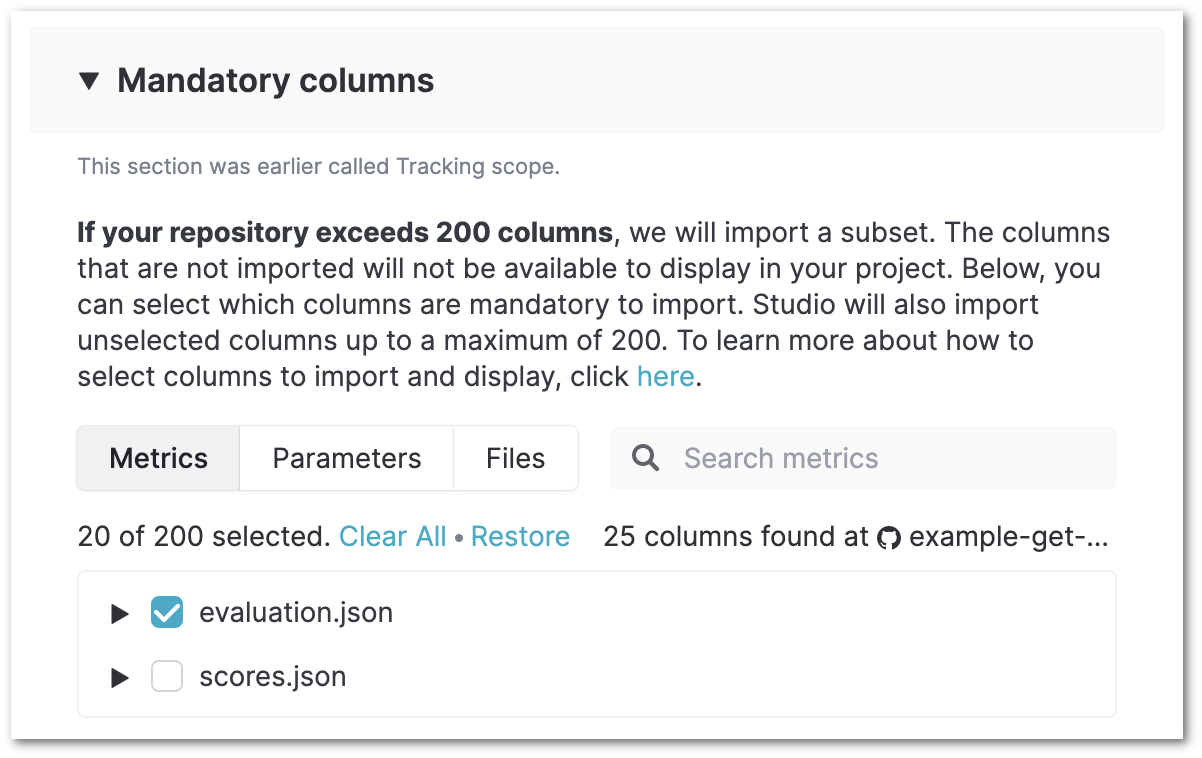 Mandatory columns
This section was earlier called Tracking scope.
If your repository exceeds 200 columns, we will import a subset. The columns
that are not imported will not be available to display in your project. Below, you
can select which columns are mandatory to import. Studio will also import
unselected columns up to a maximum of 200. To learn more about how to
select columns to import and display, click here.
Metrics Parameters Files Search metrics
20 of 200 selected. Clear All • Restore 25 columns found at example-get-...
evaluation.json
scores.json